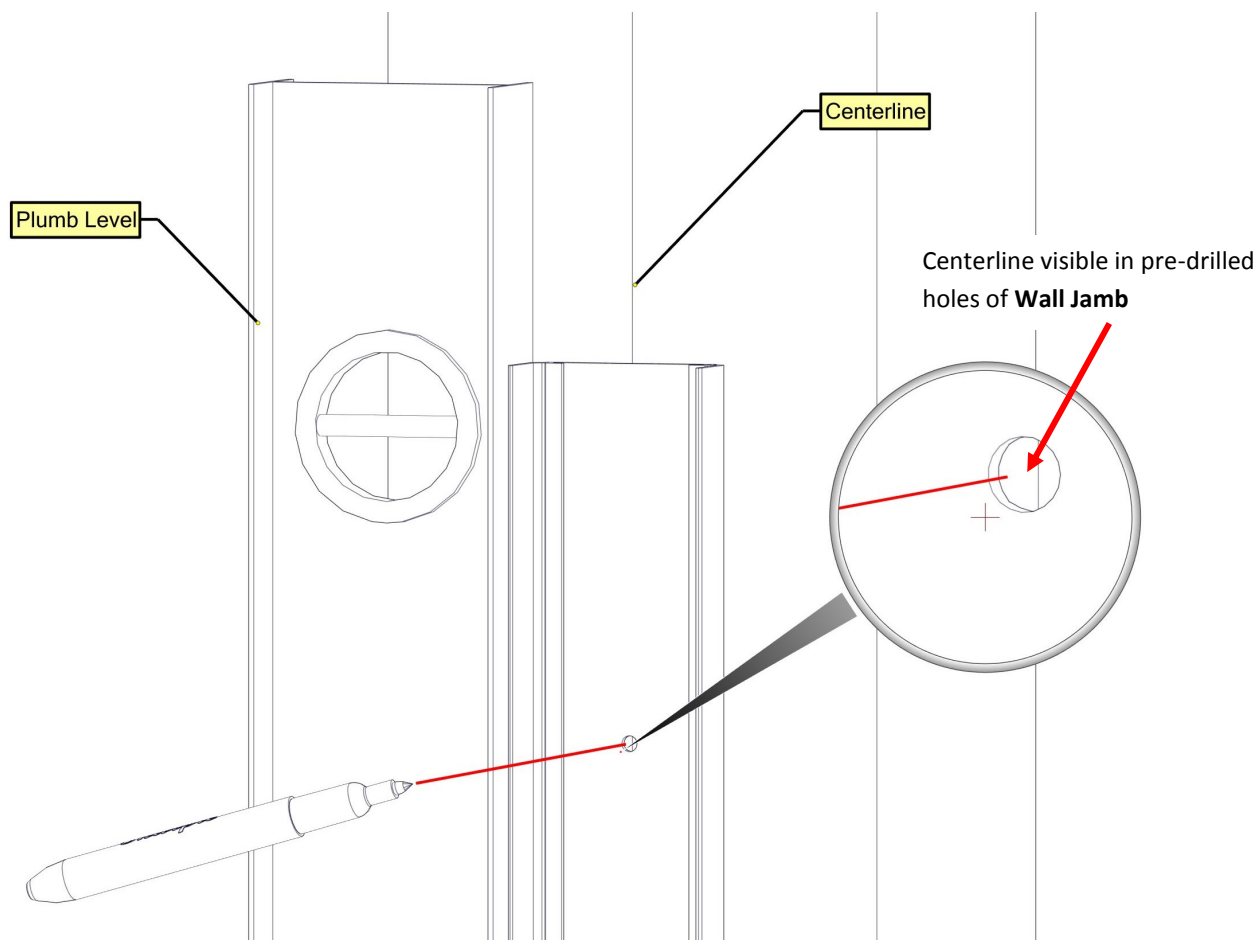 Centerline
Plumb Level
Centerline visible in pre-drilled
holes of Wall Jamb